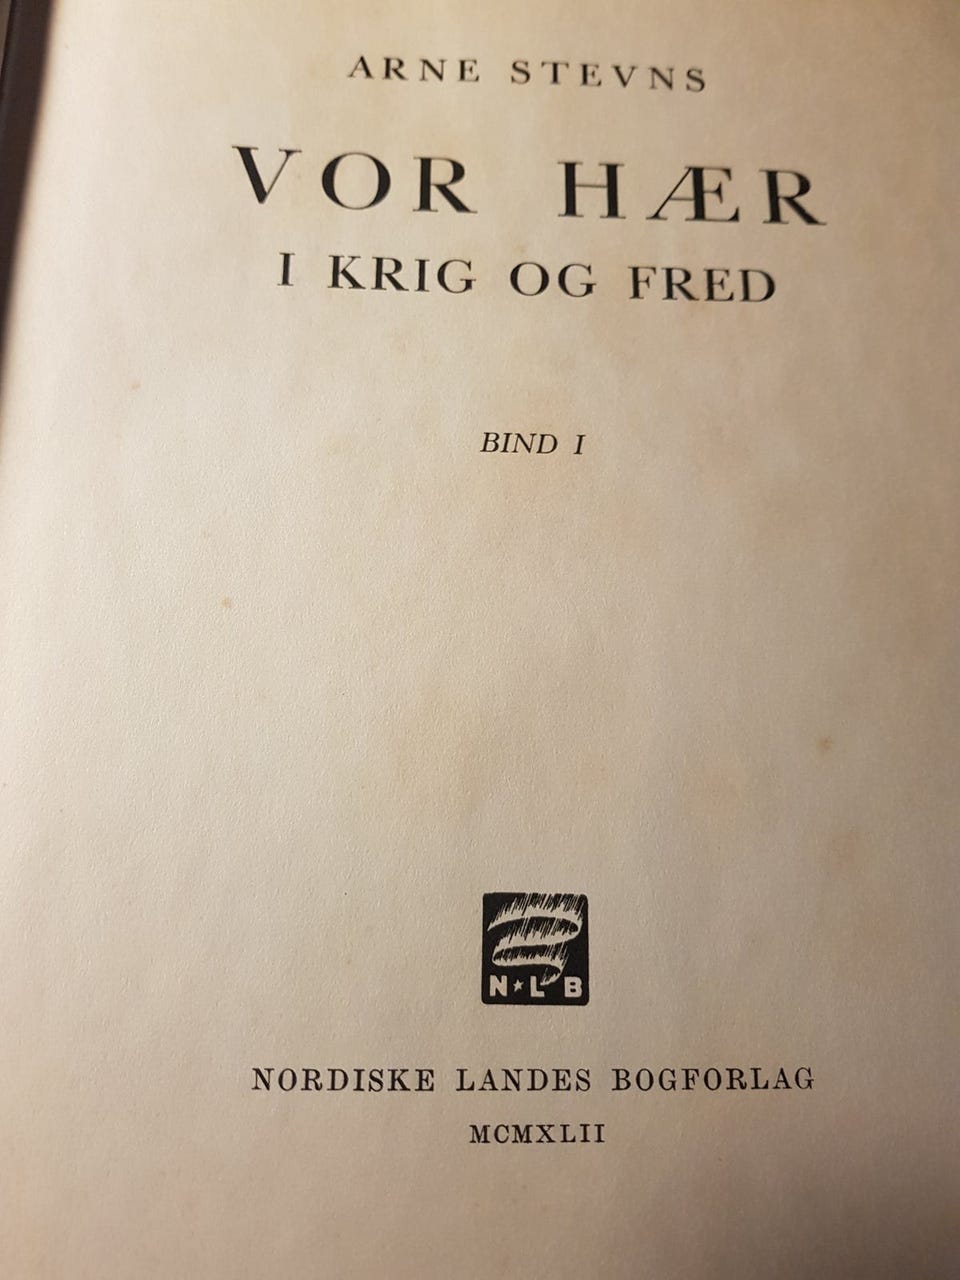 ARNE STEVNS
VOR HÆR
I KRIG OG FRED
BIND I
N★L B
NORDISKE LANDES BOGFORLAG
MCMXLII